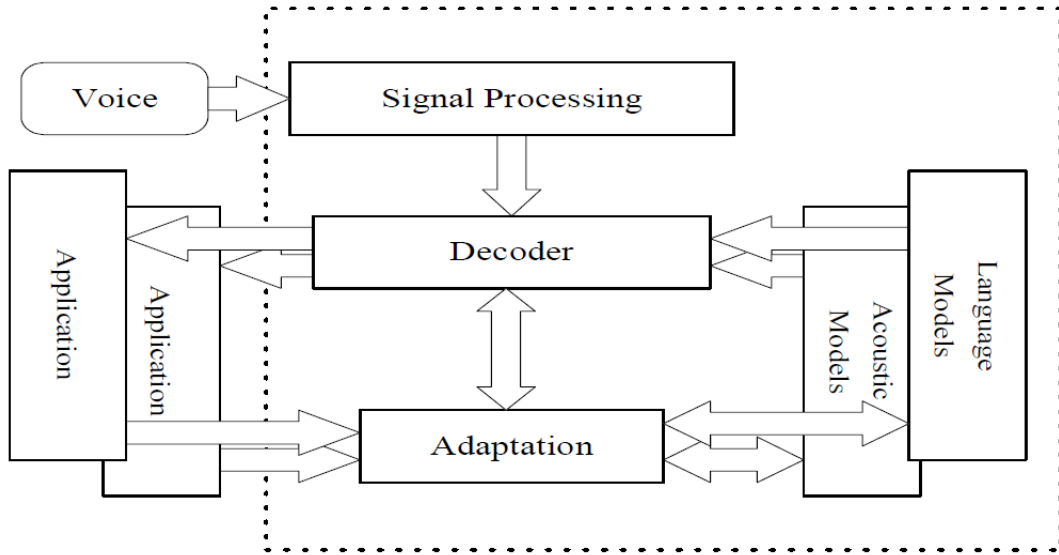 Voice
Signal Processing
Decoder
Application
Application
Acoustic
Models
Language
Models
Adaptation